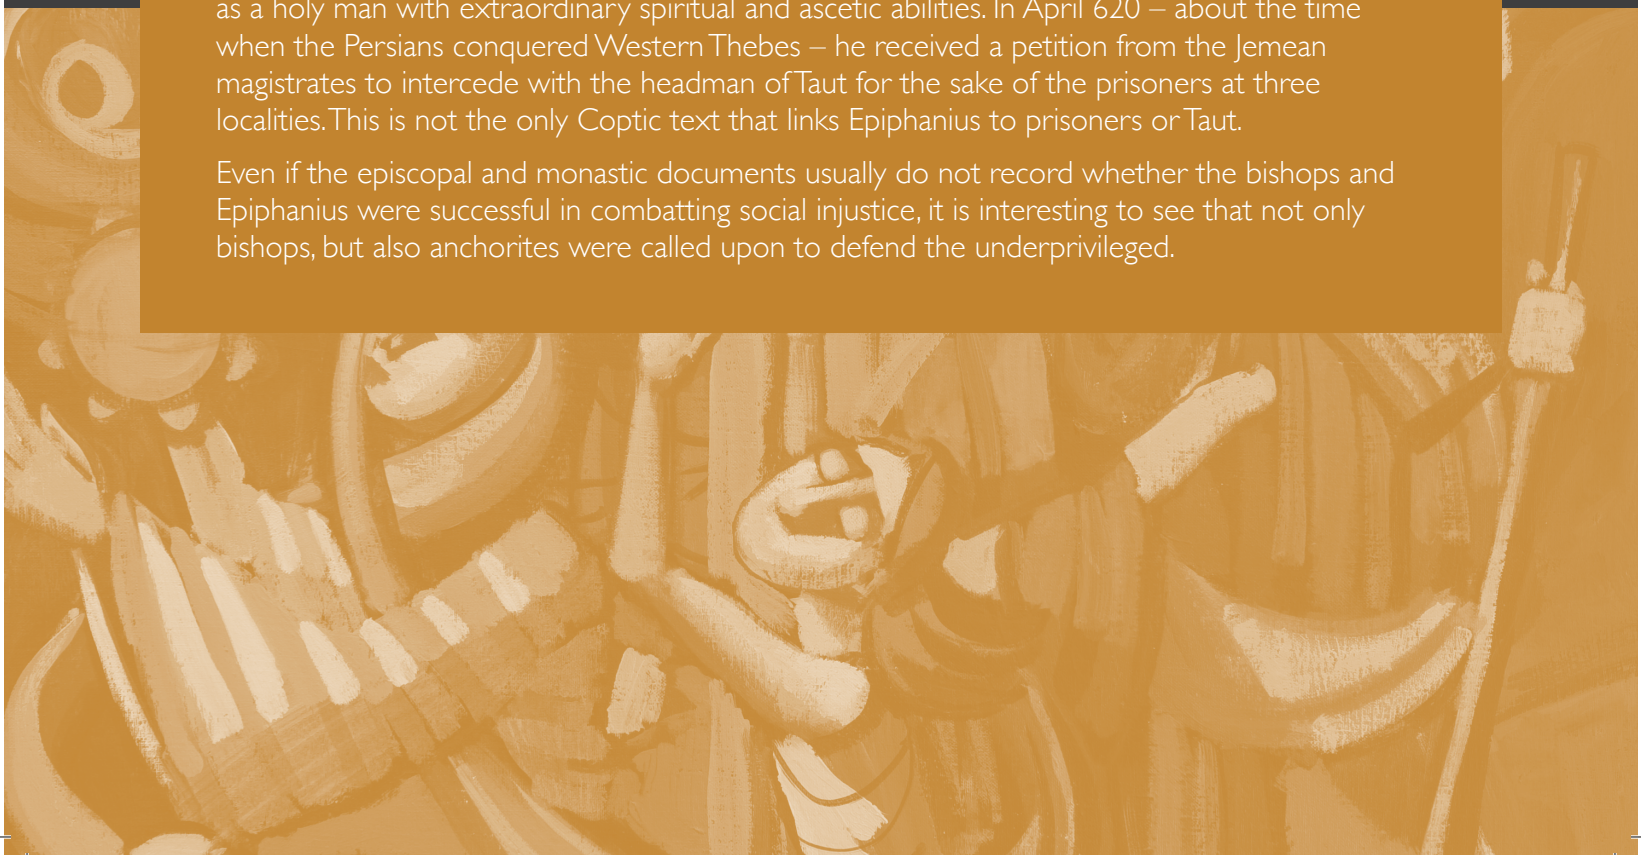 as a holy man with extraordinary spiritual and ascetic abilities. In April 620 – about the time
when the Persians conquered Western Thebes – he received a petition from the Jemean
magistrates to intercede with the headman of Taut for the sake of the prisoners at three
localities. This is not the only Coptic text that links Epiphanius to prisoners or Taut.
Even if the episcopal and monastic documents usually do not record whether the bishops and
Epiphanius were successful in combatting social injustice, it is interesting to see that not only
bishops, but also anchorites were called upon to defend the underprivileged.